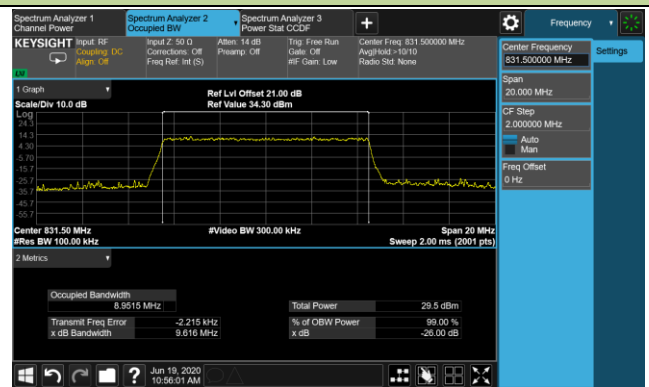 Spectrum Analyzer 1
Channel Power
Spectrum Analyzer 2
Occupied BW
Spectrum Analyzer 3
Power Stat CCDF
Frequency
KEYSIGHT
Input: RF
Coupling: DC
Align: Off
Input Z: 50 Ω
Corrections: Off
Freq Ref: Int (S)
Atten: 14 dB
Preamp: Off
Trig: Free Run
Gate: Off
#IF Gain: Low
Center Freq: 831.500000 MHz
Avg|Hold:>10/10
Radio Std: None
Center Frequency
831.500000 MHz
Settings
Span
20.000 MHz
CF Step
2.000000 MHz
Auto
Man
Freq Offset
0 Hz
1 Graph
Scale/Div 10.0 dB
Ref Lvl Offset 21.00 dB
Ref Value 34.30 dBm
Log
24.3
14.3
4.30
-5.70
-15.7
-25.7
-35.7
-45.7
-55.7
Center 831.50 MHz
#Res BW 100.00 kHz
#Video BW 300.00 kHz
Span 20 MHz
Sweep 2.00 ms (2001 pts)
2 Metrics
Occupied Bandwidth
8.9515 MHz
Total Power
29.5 dBm
Transmit Freq Error
-2.215 kHz
% of OBW Power
99.00 %
x dB Bandwidth
9.616 MHz
x dB
-26.00 dB
Jun 19, 2020
10:56:01 AM